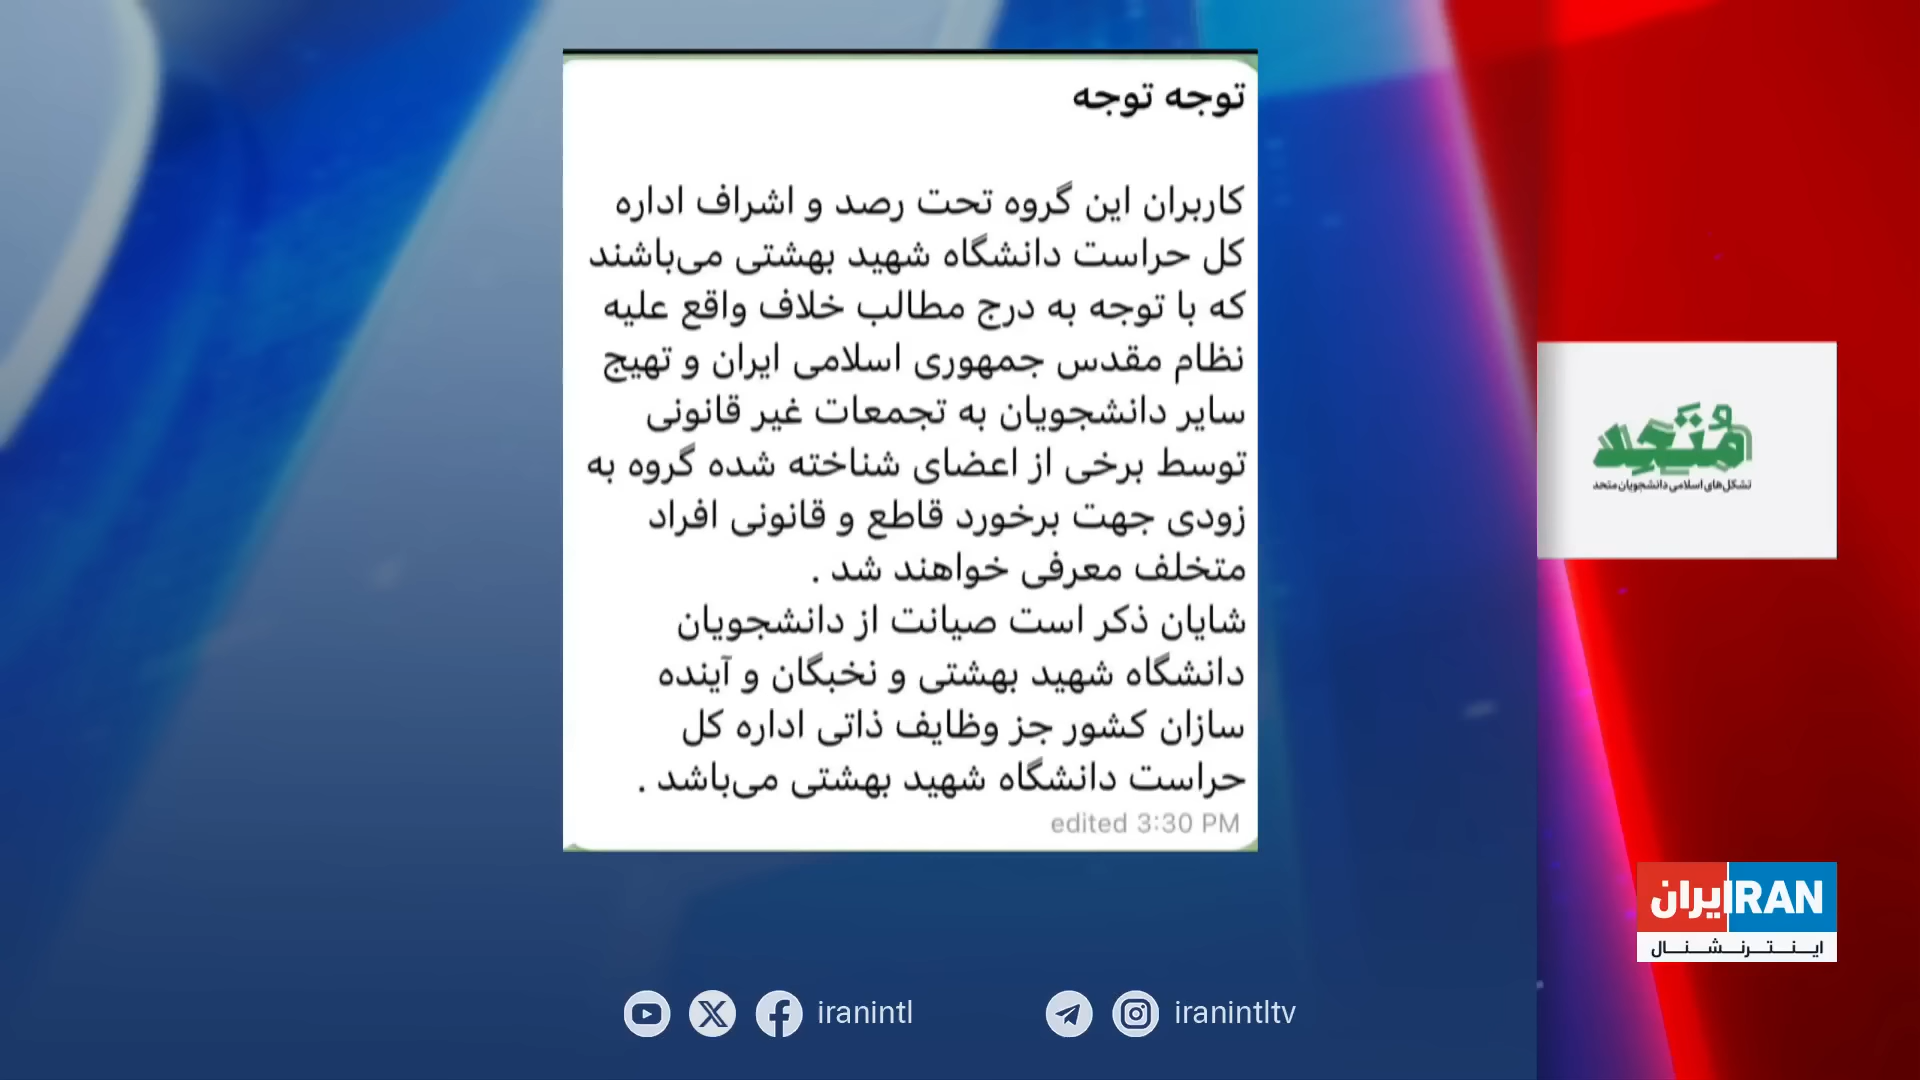 توجه توجه
کاربران این گروه تحت رصد و اشراف اداره
کل حراست دانشگاه شهید بهشتی می‌باشند
که با توجه به درج مطالب خلاف واقع علیه
نظام مقدس جمهوری اسلامی ایران و تهیج
سایر دانشجویان به تجمعات غیر قانونی
توسط برخی از اعضای شناخته شده گروه به
زودی جهت برخورد قاطع و قانونی افراد
متخلف معرفی خواهند شد .
شایان ذکر است صیانت از دانشجویان
دانشگاه شهید بهشتی و نخبگان و آینده
سازان کشور جز وظایف ذاتی اداره کل
حراست دانشگاه شهید بهشتی می‌باشد .
edited 3:30 PM
متحد
تشکل‌های اسلامی دانشجویان متحد
ایران IRAN
اینترنشنال
iranintl
iranintltv